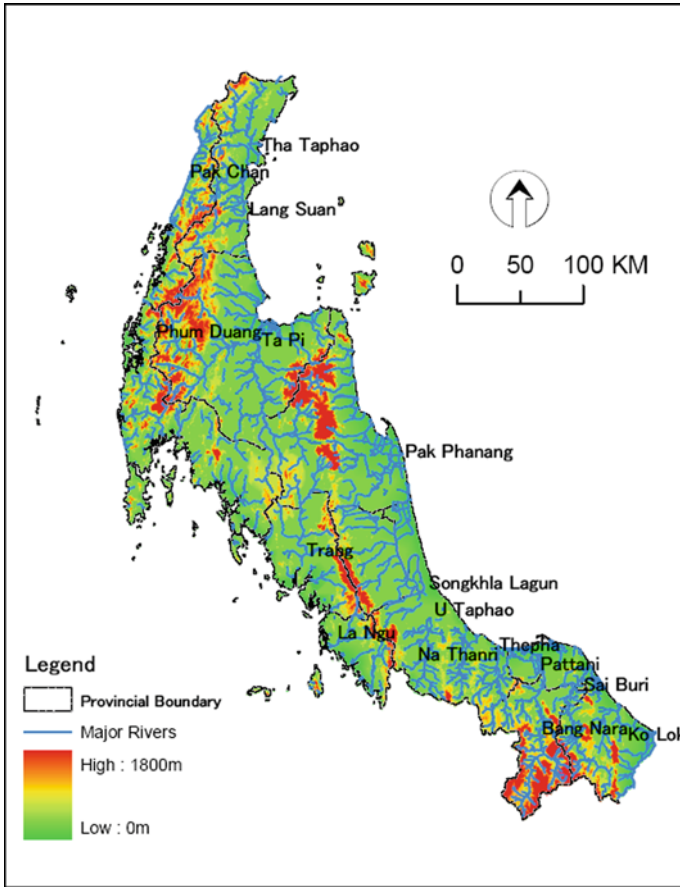 Tha Taphao
Pak Chan
Lang Suan
0 50 100 KM
Phum Duang
Ta Pi
Pak Phanang
Trang
Songkhla Lagun
U Taphao
La Ngu
Na Thanri
Thepha
Pattani
Sai Buri
Bang Nara
Ko Lok
Legend
Provincial Boundary
Major Rivers
High : 1800m
Low : 0m